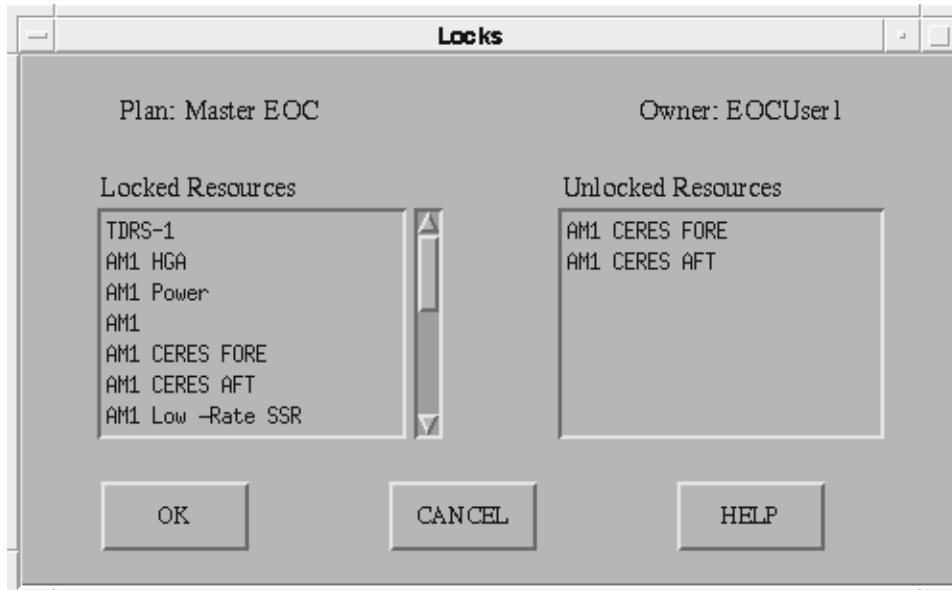 Locks
Plan: Master EOC
Owner: EOCUser1
Locked Resources
TDRS-1
AM1 HGA
AM1 Power
AM1
AM1 CERES FORE
AM1 CERES AFT
AM1 Low -Rate SSR
Unlocked Resources
AM1 CERES FORE
AM1 CERES AFT
OK
CANCEL
HELP